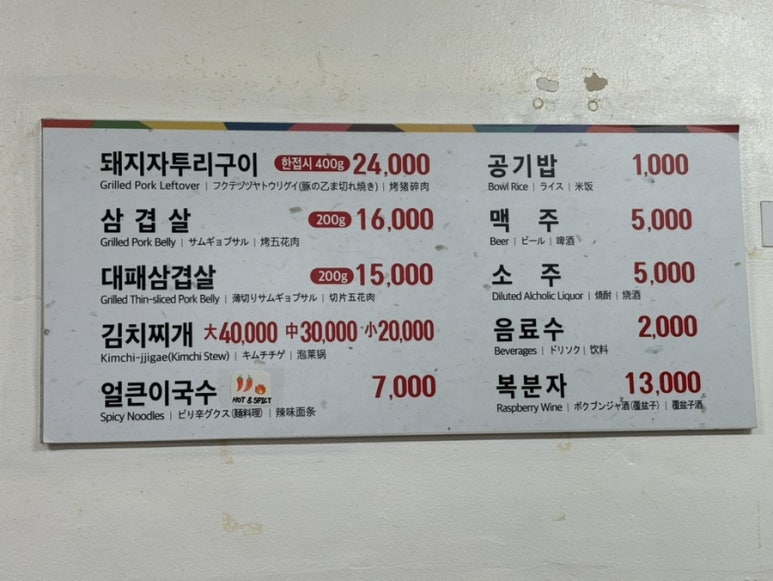 돼지자투리구이 한접시 400g 24,000
Grilled Pork Leftover | フクテヅヅヤトウリグイ(豚の乙ま切れ焼き) | 烤猪碎肉
삼겹살 200g 16,000
Grilled Pork Belly | サムギョブサル | 烤五花肉
대패삼겹살 200g 15,000
Grilled Thin-sliced Pork Belly | 薄切りサムギョブサル | 切片五花肉
김치찌개 大40,000 中30,000 小20,000
Kimchi-jjigae(Kimchi Stew) | キムチチゲ | 泡莱锅
얼큰이국수 HOT & SPICY 7,000
Spicy Noodles | ピリ辛グクス(麵料理) | 辣味面条
공기밥 1,000
Bowl Rice | ライス | 米饭
맥주 5,000
Beer | ビール | 啤酒
소주 5,000
Diluted Alcholic Liquor | 焼酎 | 烧酒
음료수 2,000
Beverages | ドリソク | 饮料
복분자 13,000
Raspberry Wine | ボクブンジャ酒(覆盆子) | 覆盆子酒